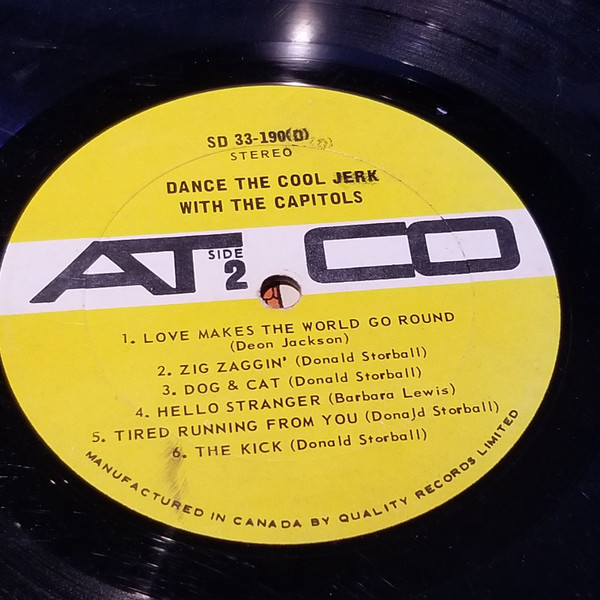 SD 33-190(D)
STEREO
DANCE THE COOL JERK
WITH THE CAPITOLS
ATCO
SIDE
2
1. LOVE MAKES THE WORLD GO ROUND
(Deon Jackson)
2. ZIG ZAGGIN' (Donald Storball)
3. DOG & CAT (Donald Storball)
4. HELLO STRANGER (Barbara Lewis)
5. TIRED RUNNING FROM YOU (Donald Storball)
6. THE KICK (Donald Storball)
MANUFACTURED IN CANADA BY QUALITY RECORDS LIMITED